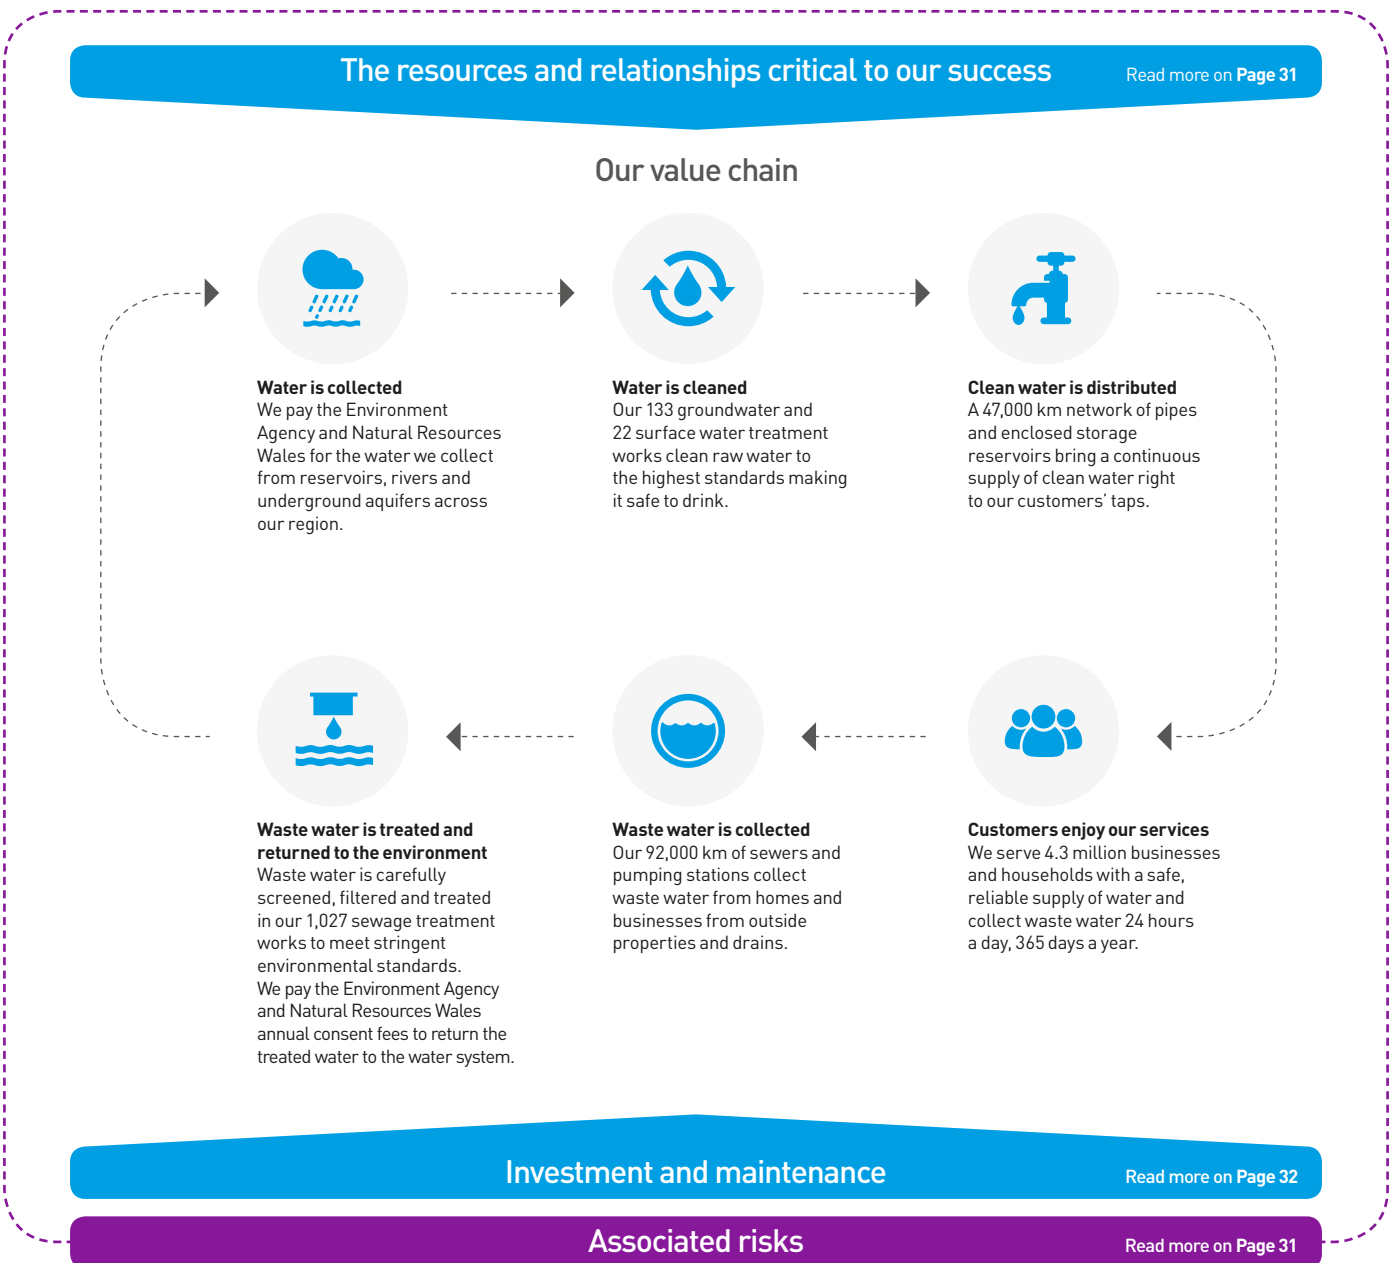 The resources and relationships critical to our success
Read more on Page 31
Our value chain
Water is collected
We pay the Environment
Agency and Natural Resources
Wales for the water we collect
from reservoirs, rivers and
underground aquifers across
our region.
Water is cleaned
Our 133 groundwater and
22 surface water treatment
works clean raw water to
the highest standards making
it safe to drink.
Clean water is distributed
A 47,000 km network of pipes
and enclosed storage
reservoirs bring a continuous
supply of clean water right
to our customers’ taps.
Waste water is treated and
returned to the environment
Waste water is carefully
screened, filtered and treated
in our 1,027 sewage treatment
works to meet stringent
environmental standards.
We pay the Environment Agency
and Natural Resources Wales
annual consent fees to return the
treated water to the water system.
Waste water is collected
Our 92,000 km of sewers and
pumping stations collect
waste water from homes and
businesses from outside
properties and drains.
Customers enjoy our services
We serve 4.3 million businesses
and households with a safe,
reliable supply of water and
collect waste water 24 hours
a day, 365 days a year.
Investment and maintenance
Read more on Page 32
Associated risks
Read more on Page 31